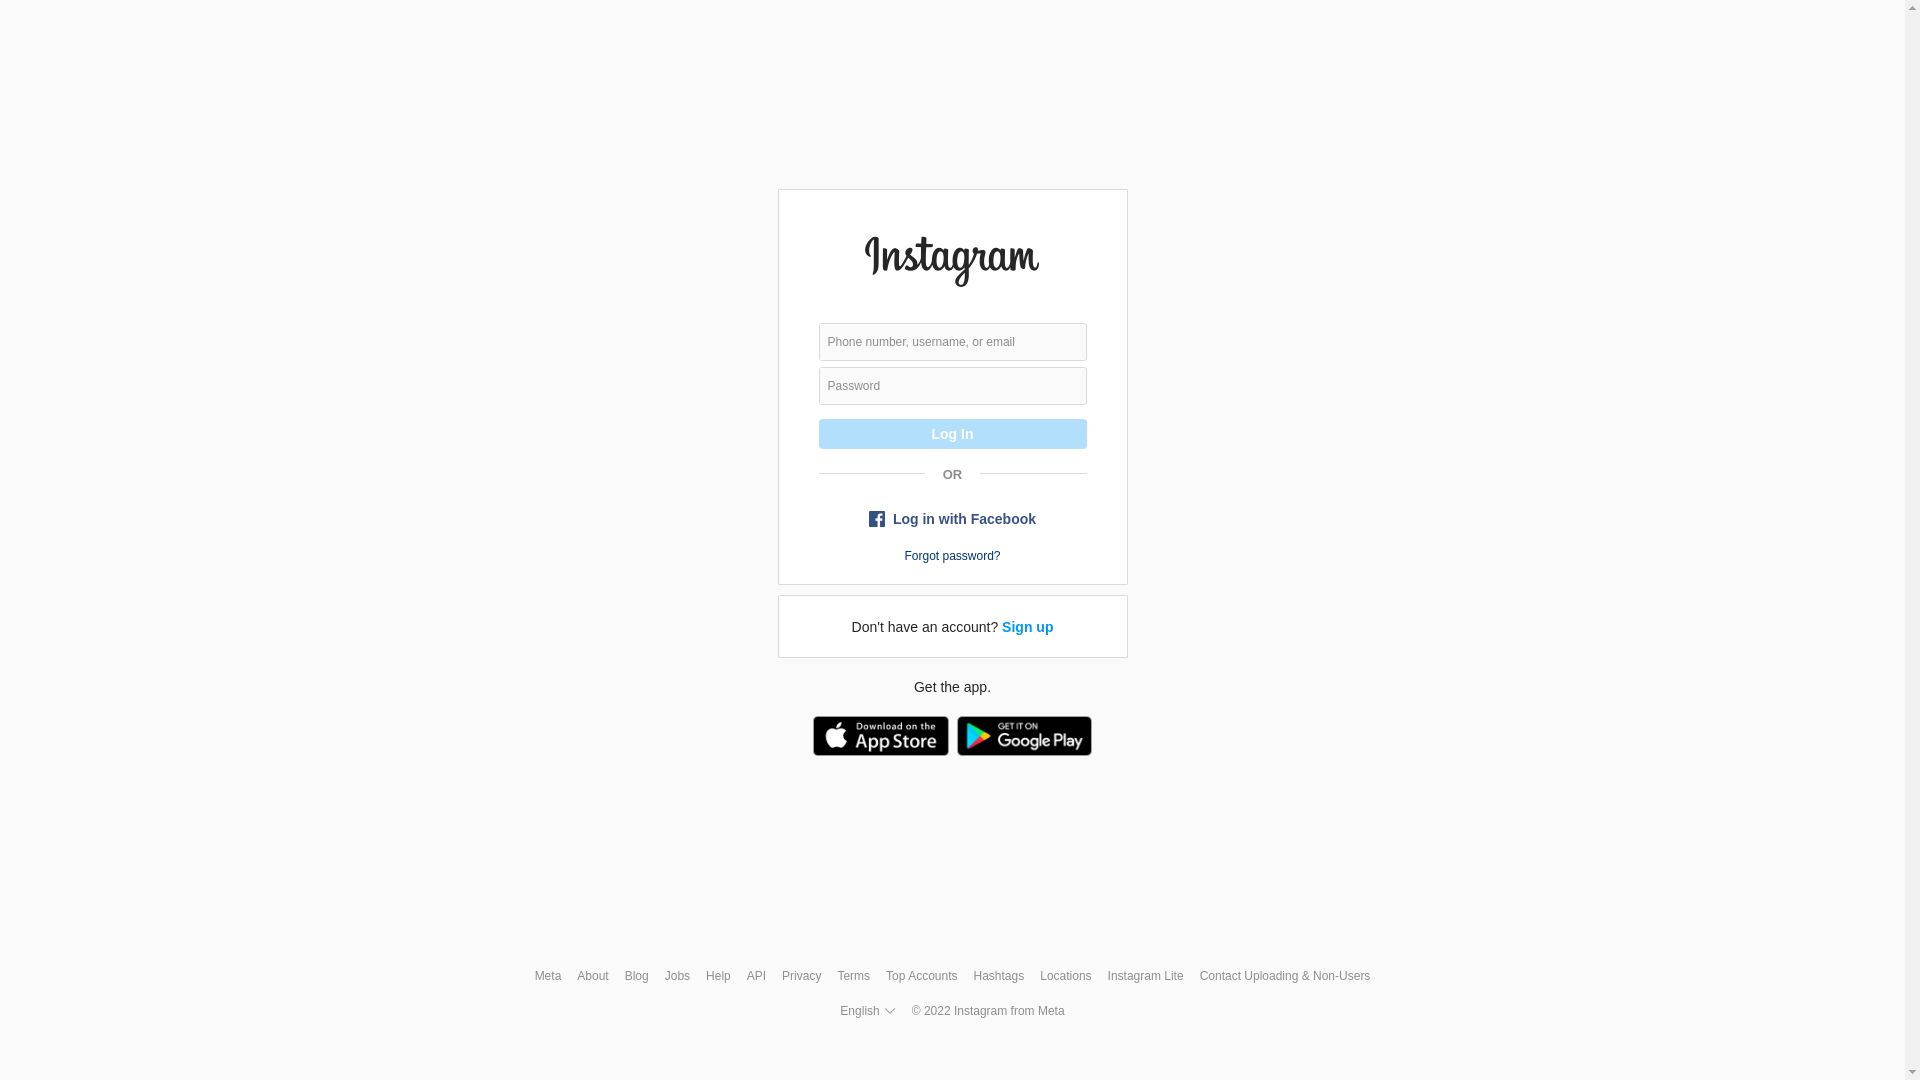 Instagram
Phone number, username, or email
Password
Log In
OR
Log in with Facebook
Forgot password?
Don't have an account? Sign up
Get the app.
Download on the App Store
GET IT ON Google Play
Meta About Blog Jobs Help API Privacy Terms Top Accounts Hashtags Locations Instagram Lite Contact Uploading & Non-Users
English © 2022 Instagram from Meta